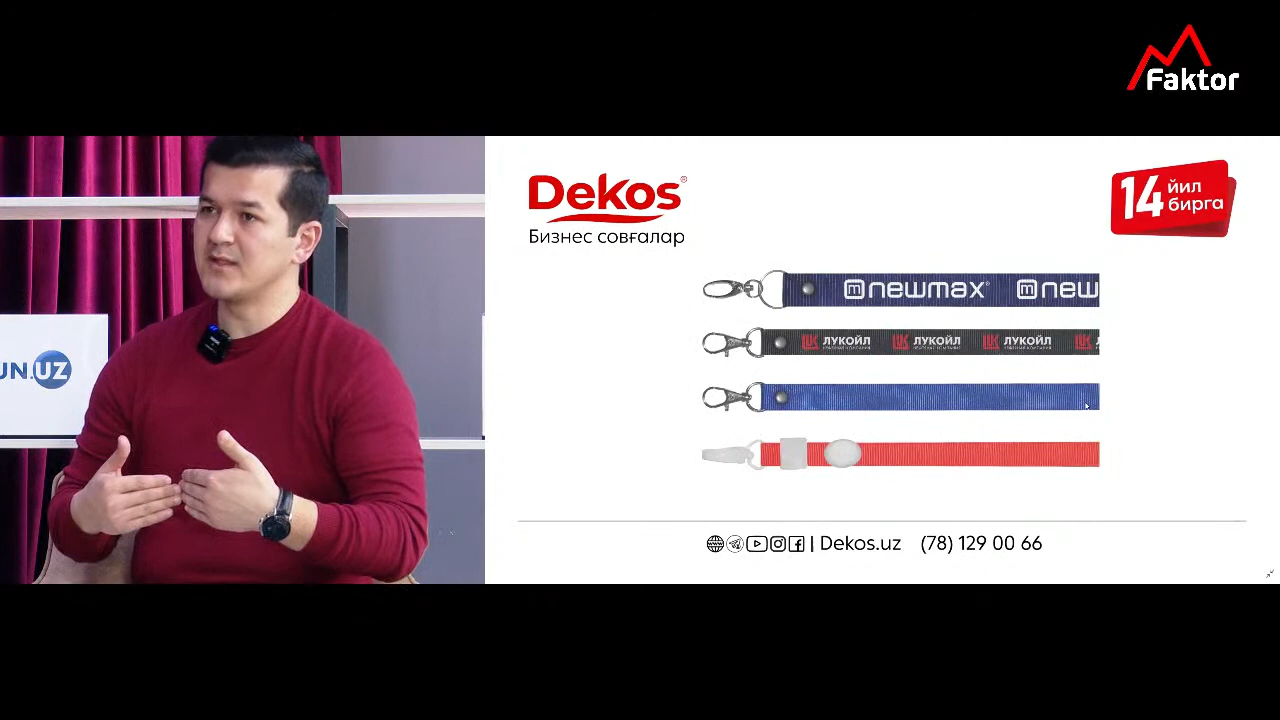 Faktor
Dekos®
Бизнес совғалар
14 йил
бирга
newmax® new
ЛУКОЙЛ ЛУКОЙЛ ЛУКОЙЛ Л
UN.UZ
| Dekos.uz (78) 129 00 66